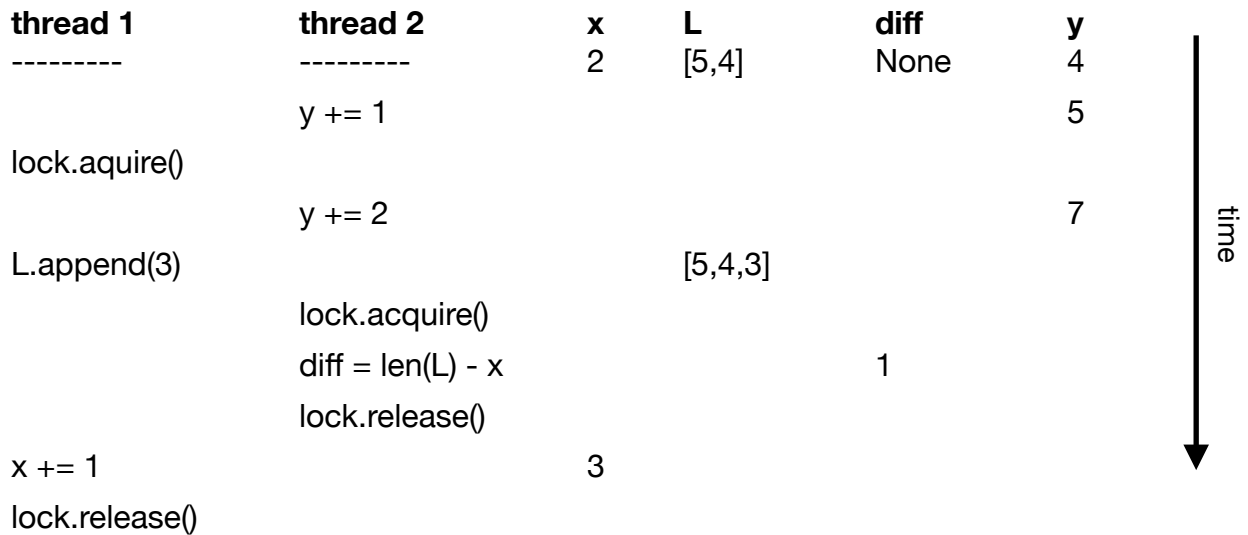 thread 1 thread 2 x L diff y
--------- --------- 2 [5,4] None 4
y += 1 5
lock.aquire()
y += 2 7
L.append(3) [5,4,3]
lock.acquire()
diff = len(L) - x 1
lock.release()
x += 1 3
lock.release()
time